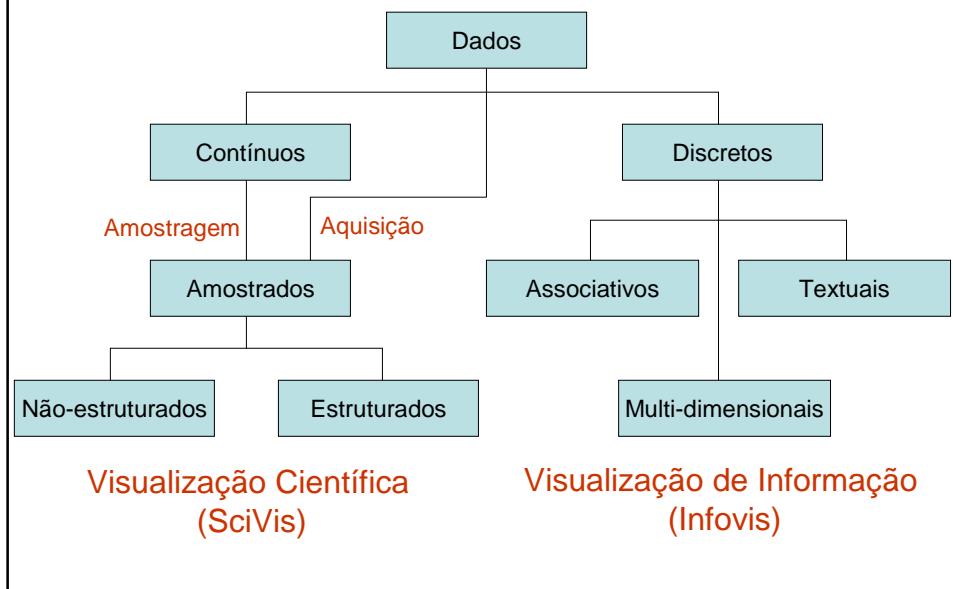 Dados
Contínuos
Discretos
Amostragem
Aquisição
Amostrados
Associativos
Textuais
Não-estruturados
Estruturados
Multi-dimensionais
Visualização Científica
(SciVis)
Visualização de Informação
(Infovis)